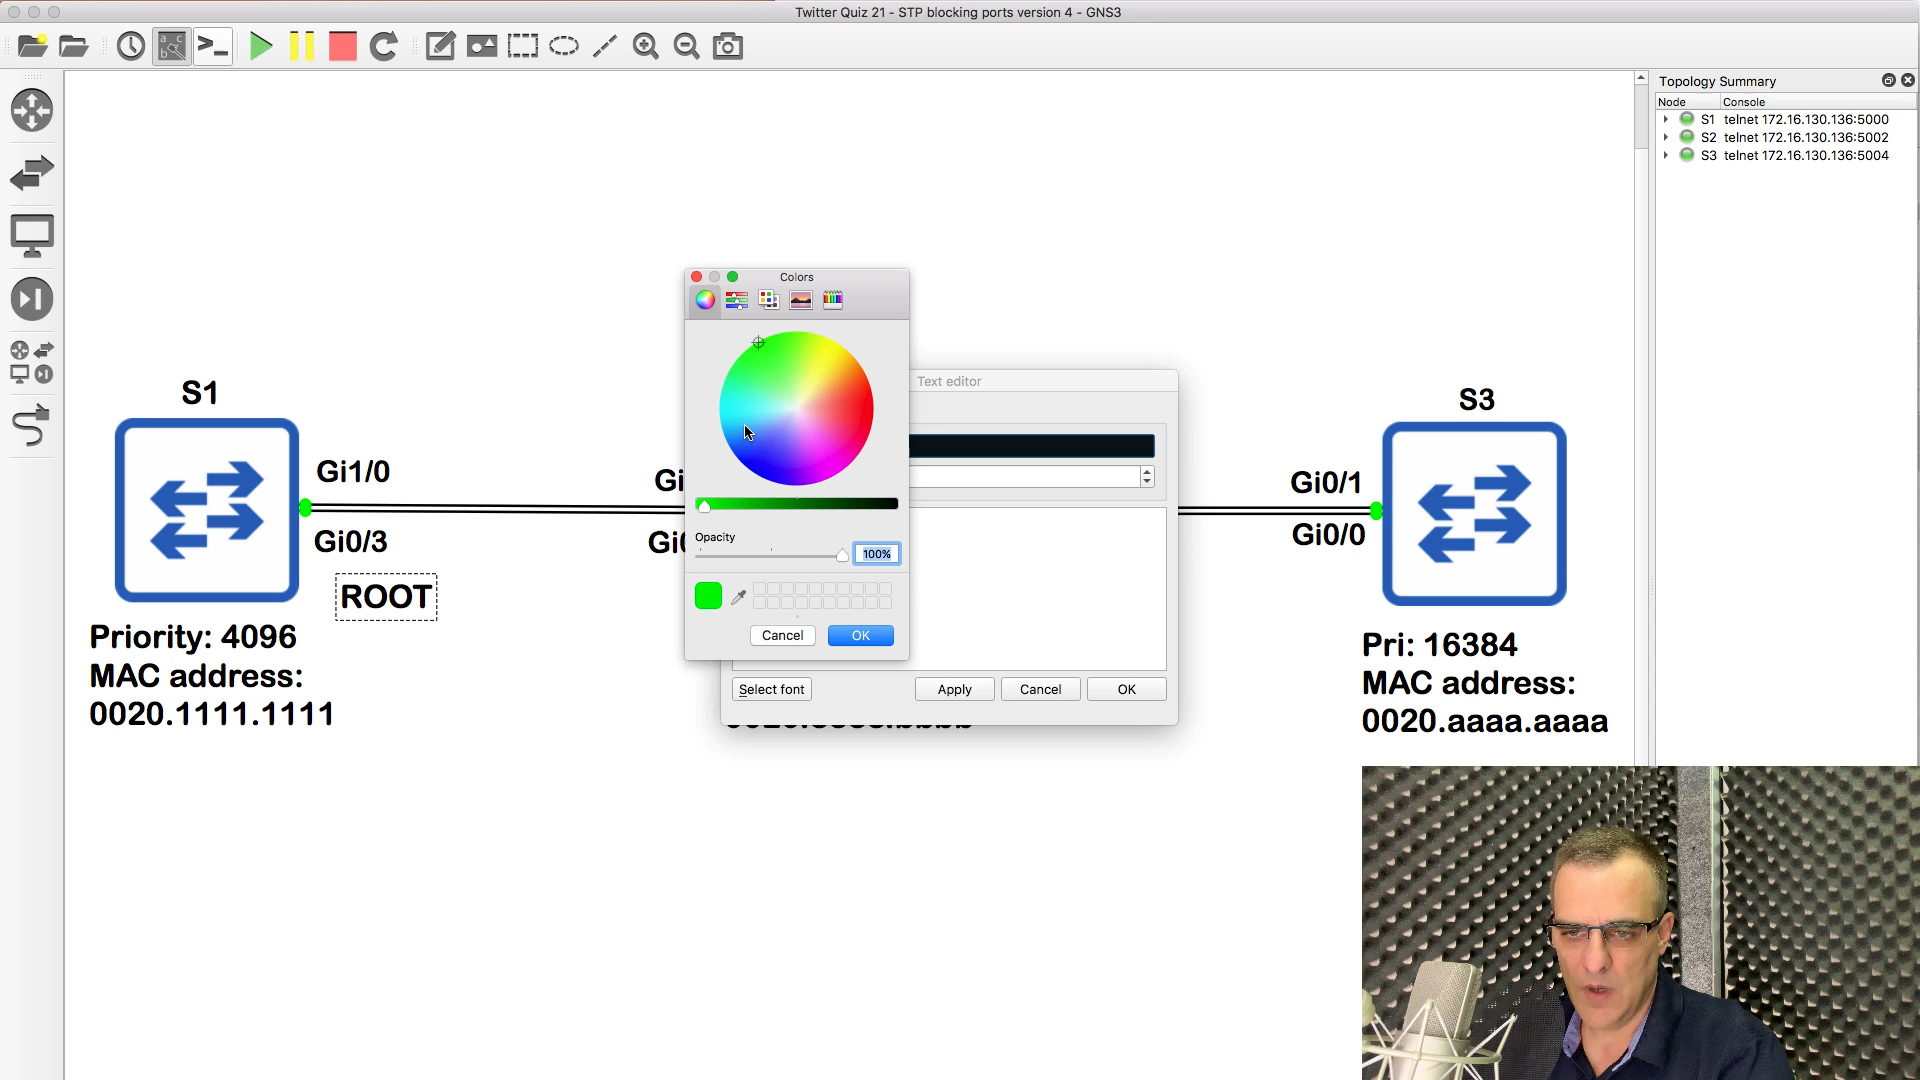 Twitter Quiz 21 - STP blocking ports version 4 - GNS3
Topology Summary
Node Console
S1 telnet 172.16.130.136:5000
S2 telnet 172.16.130.136:5002
S3 telnet 172.16.130.136:5004
Colors
Text editor
S1
S3
Gi1/0
Gi
Gi0/1
Gi0/3
Gi0
Gi0/0
Opacity
100%
ROOT
Cancel
OK
Priority: 4096
MAC address:
0020.1111.1111
Pri: 16384
MAC address:
0020.aaaa.aaaa
Select font
Apply
Cancel
OK